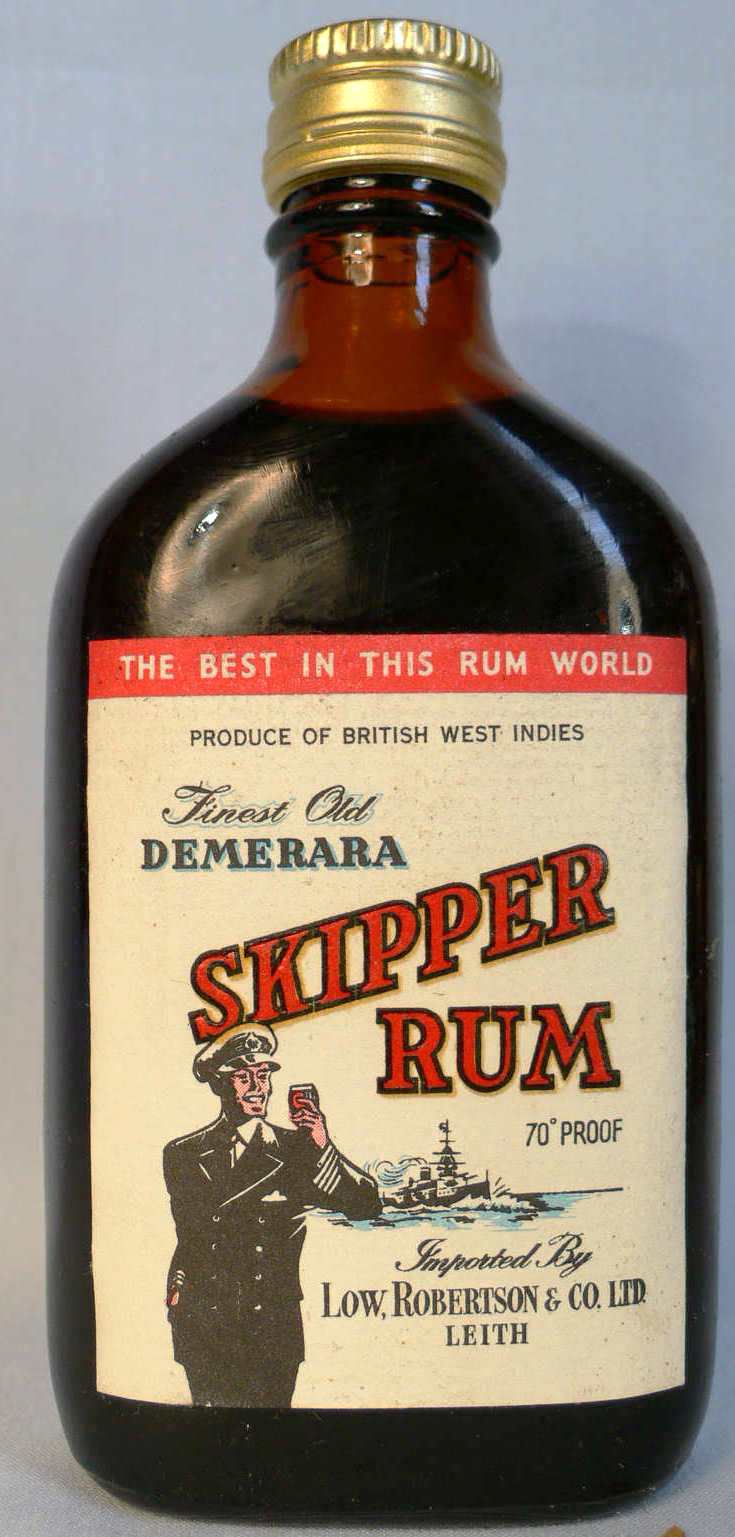 THE BEST IN THIS RUM WORLD
PRODUCE OF BRITISH WEST INDIES
Finest Old
DEMERARA
SKIPPER
RUM
70° PROOF
Imported By
LOW, ROBERTSON & CO. LTD.
LEITH